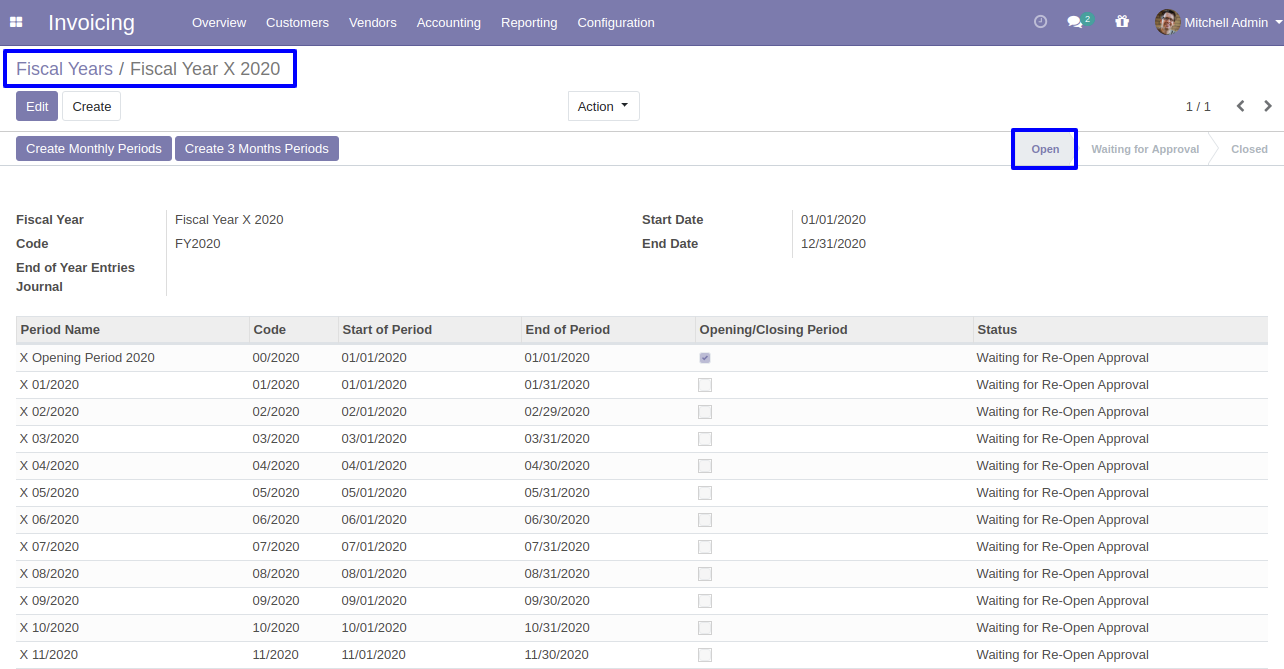 Invoicing Overview Customers Vendors Accounting Reporting Configuration 2 Mitchell Admin
Fiscal Years / Fiscal Year X 2020
Edit Create Action 1 / 1
Create Monthly Periods Create 3 Months Periods Open Waiting for Approval Closed
Fiscal Year Fiscal Year X 2020 Start Date 01/01/2020
Code FY2020 End Date 12/31/2020
End of Year Entries
Journal
Period Name Code Start of Period End of Period Opening/Closing Period Status
X Opening Period 2020 00/2020 01/01/2020 01/01/2020 Waiting for Re-Open Approval
X 01/2020 01/2020 01/01/2020 01/31/2020 Waiting for Re-Open Approval
X 02/2020 02/2020 02/01/2020 02/29/2020 Waiting for Re-Open Approval
X 03/2020 03/2020 03/01/2020 03/31/2020 Waiting for Re-Open Approval
X 04/2020 04/2020 04/01/2020 04/30/2020 Waiting for Re-Open Approval
X 05/2020 05/2020 05/01/2020 05/31/2020 Waiting for Re-Open Approval
X 06/2020 06/2020 06/01/2020 06/30/2020 Waiting for Re-Open Approval
X 07/2020 07/2020 07/01/2020 07/31/2020 Waiting for Re-Open Approval
X 08/2020 08/2020 08/01/2020 08/31/2020 Waiting for Re-Open Approval
X 09/2020 09/2020 09/01/2020 09/30/2020 Waiting for Re-Open Approval
X 10/2020 10/2020 10/01/2020 10/31/2020 Waiting for Re-Open Approval
X 11/2020 11/2020 11/01/2020 11/30/2020 Waiting for Re-Open Approval